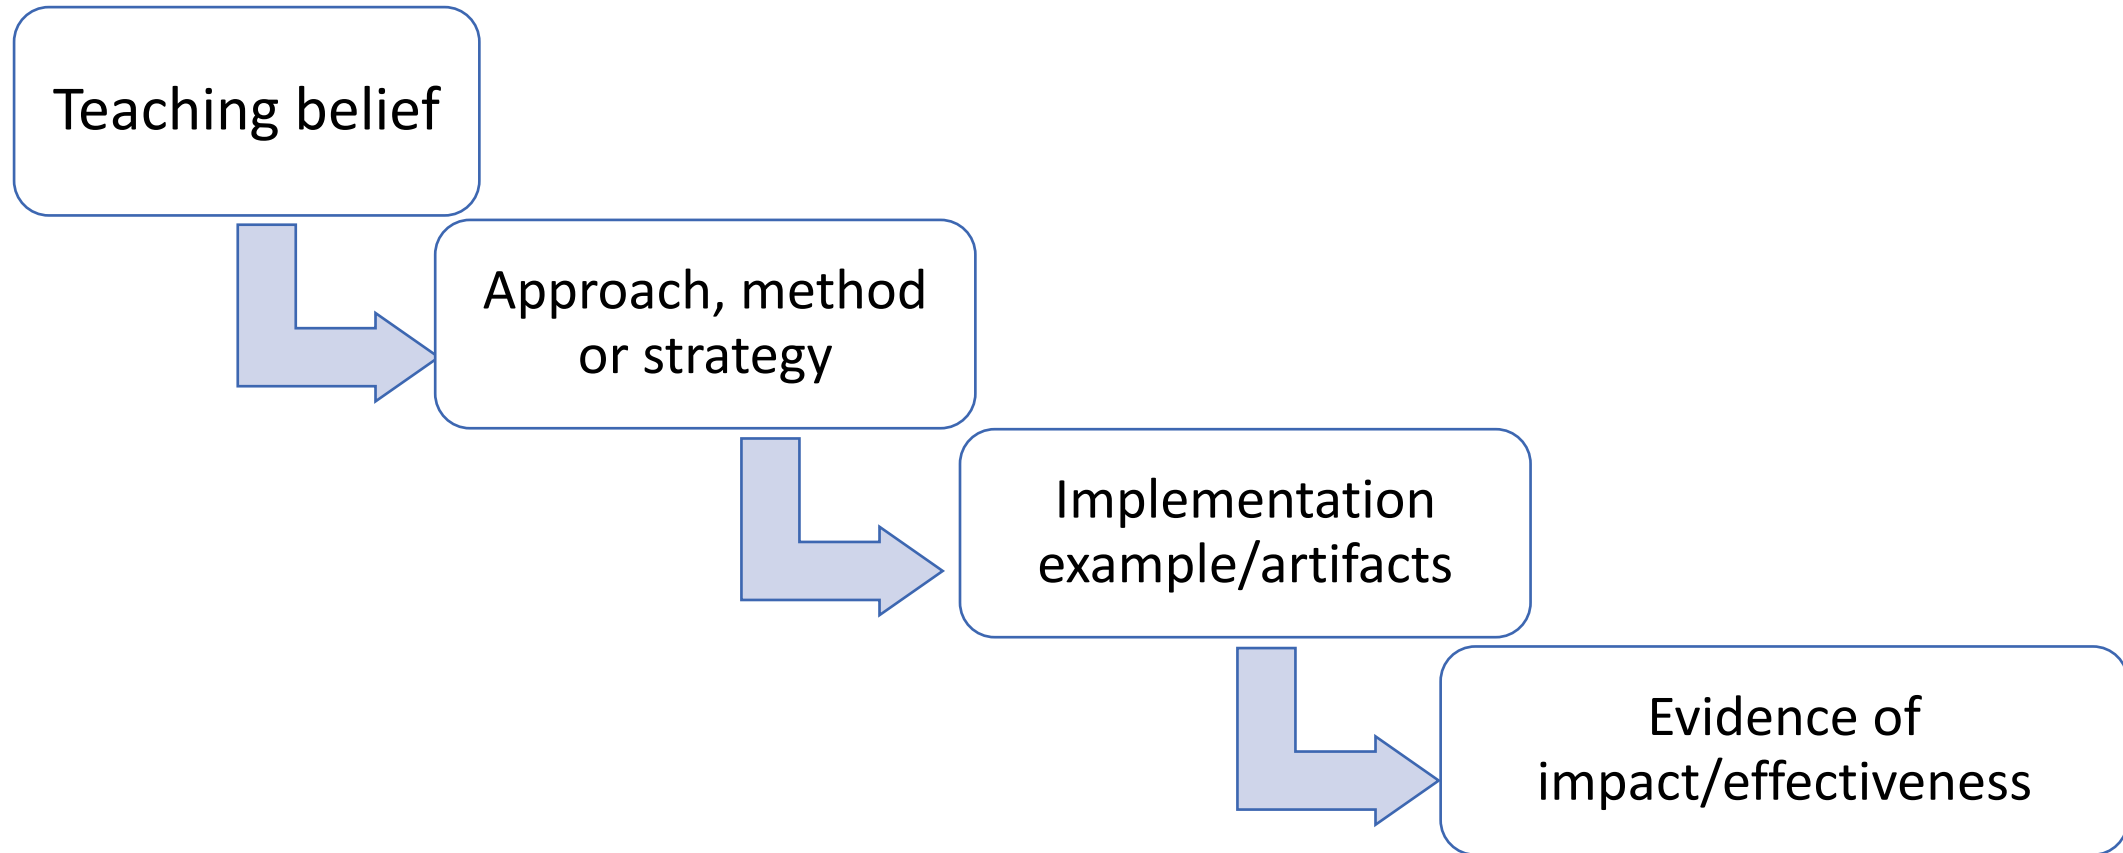 Teaching belief
Approach, method
or strategy
Implementation
example/artifacts
Evidence of
impact/effectiveness